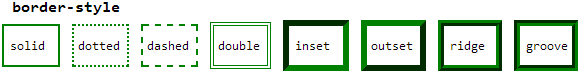 border-style
solid dotted dashed double inset outset ridge groove